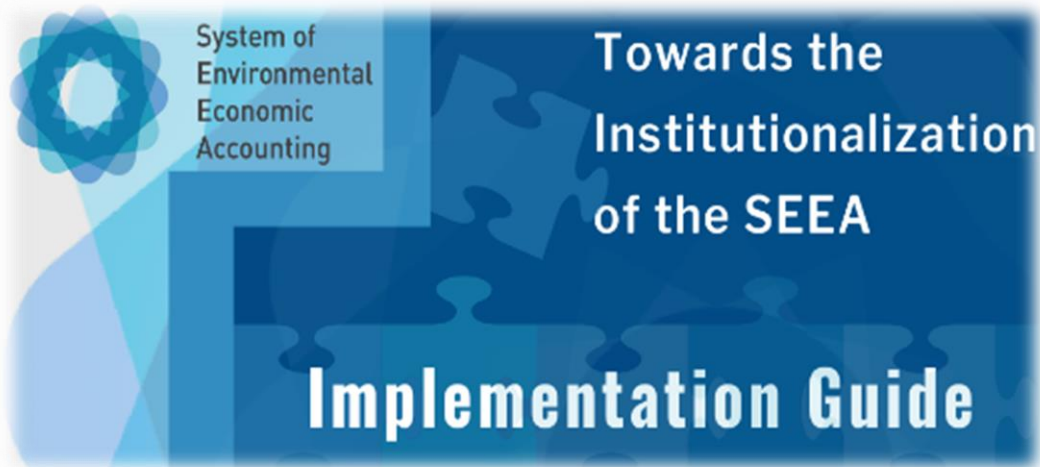 System of
Environmental
Economic
Accounting
Towards the
Institutionalization
of the SEEA
Implementation Guide